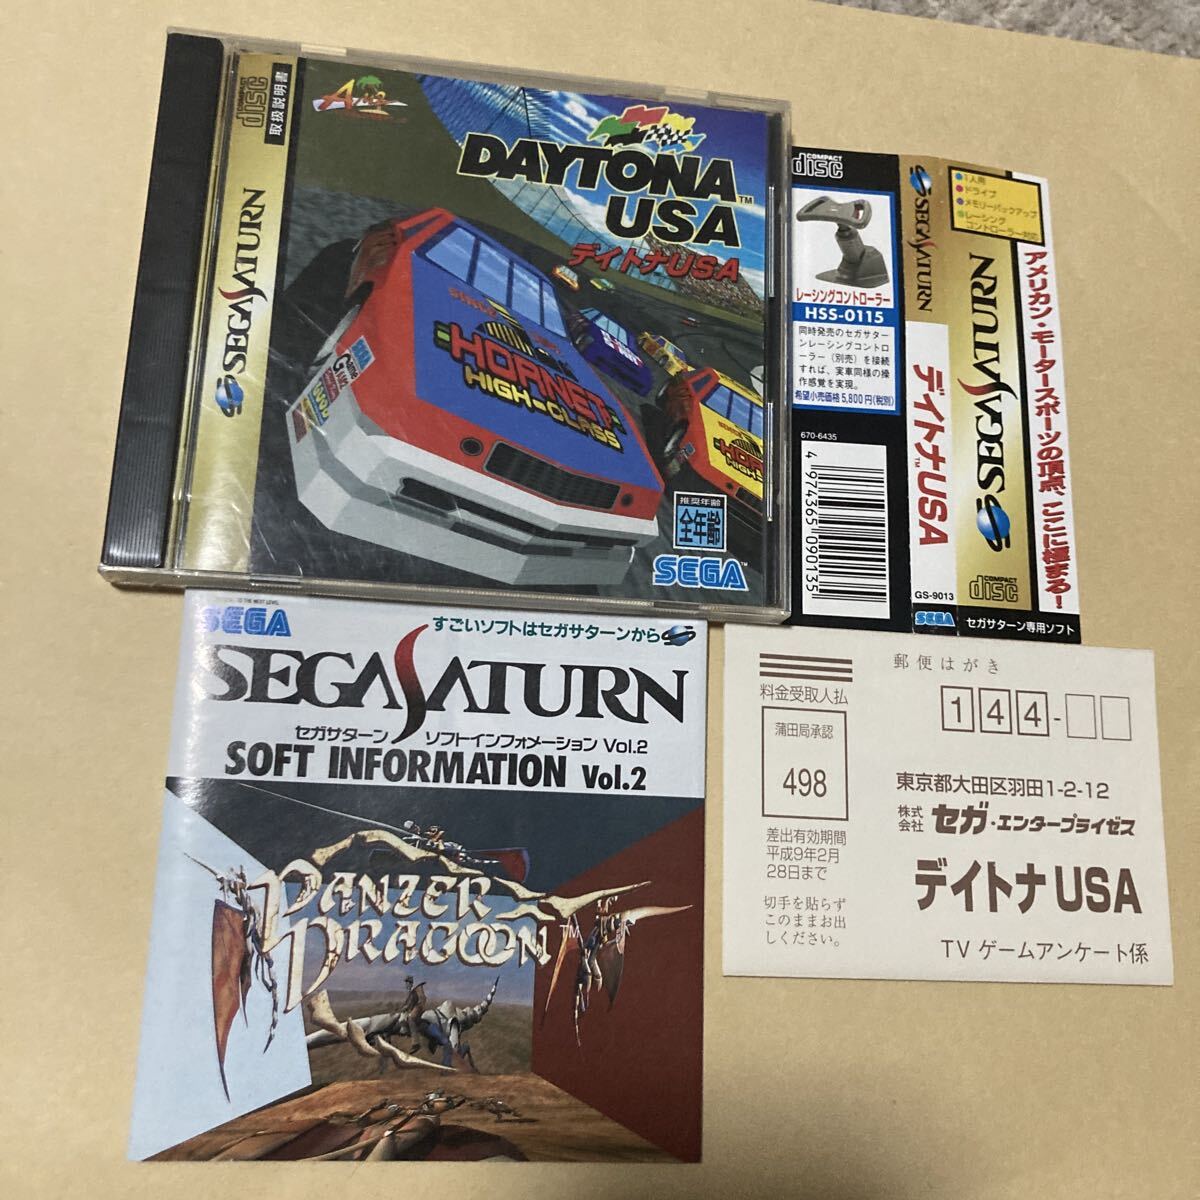 COMPACT
disc
取扱説明書
SEGA SATURN
DAYTONA
USA™
デイトナUSA
HORNET
HIGH-CLASS
SEGA
推奨年齢
全年齢
SEGA™
COMPACT
disc
レーシングコントローラー
HSS-0115
同時発売のセガサター
ンレーシングコントロ
ーラー(別売)を接続
すれば、実車同様の操
作感覚を実現。
希望小売価格5,800円(税別)
670-6435
4974365090135
SEGA SATURN
デイトナUSA
™
GS-9013
SEGA
1人用
ドライブ
メモリーバックアップ
レーシング
コントローラー対応
SEGA SATURN
COMPACT
disc
セガサターン専用ソフト
アメリカン・モータースポーツの頂点、ここに極まる!
SEGA
すごいソフトはセガサターンから
SEGA SATURN
セガサターン ソフトインフォメーション Vol.2
SOFT INFORMATION Vol.2
PANZER
DRAGOON™
郵便はがき
料金受取人払
蒲田局承認
498
差出有効期間
平成9年2月
28日まで
切手を貼らず
このままお出
しください。
144-
東京都大田区羽田1-2-12
株式会社 セガ・エンタープライゼス
デイトナ USA
TV ゲームアンケート係